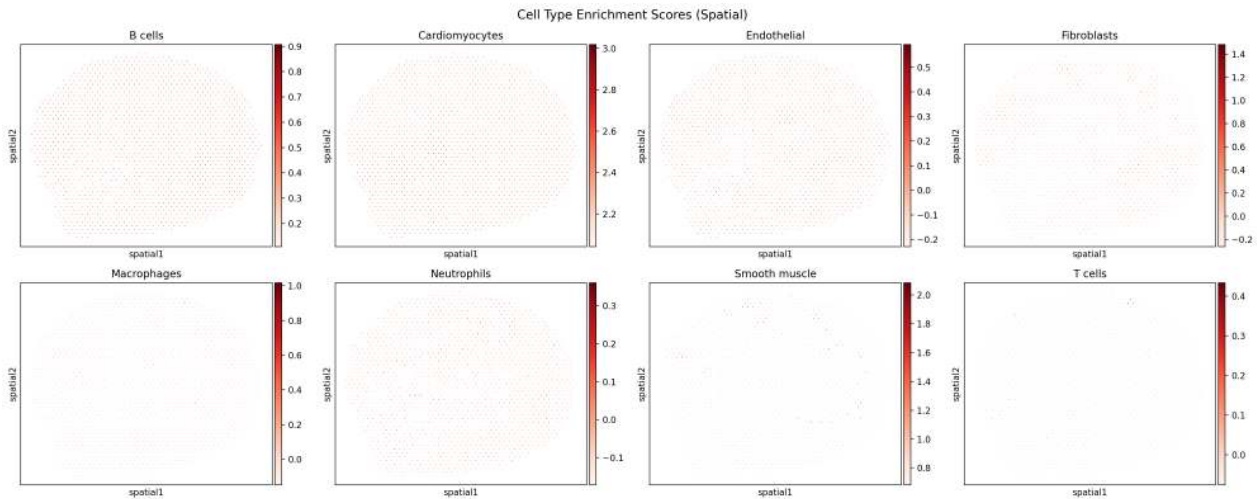 Cell Type Enrichment Scores (Spatial)
B cells
spatial2
spatial1
0.9
0.8
0.7
0.6
0.5
0.4
0.3
0.2
Cardiomyocytes
spatial2
spatial1
3.0
2.8
2.6
2.4
2.2
Endothelial
spatial2
spatial1
0.5
0.4
0.3
0.2
0.1
0.0
−0.1
−0.2
Fibroblasts
spatial2
spatial1
1.4
1.2
1.0
0.8
0.6
0.4
0.2
0.0
−0.2
Macrophages
spatial2
spatial1
1.0
0.8
0.6
0.4
0.2
0.0
Neutrophils
spatial2
spatial1
0.3
0.2
0.1
0.0
−0.1
Smooth muscle
spatial2
spatial1
2.0
1.8
1.6
1.4
1.2
1.0
0.8
T cells
spatial2
spatial1
0.4
0.3
0.2
0.1
0.0